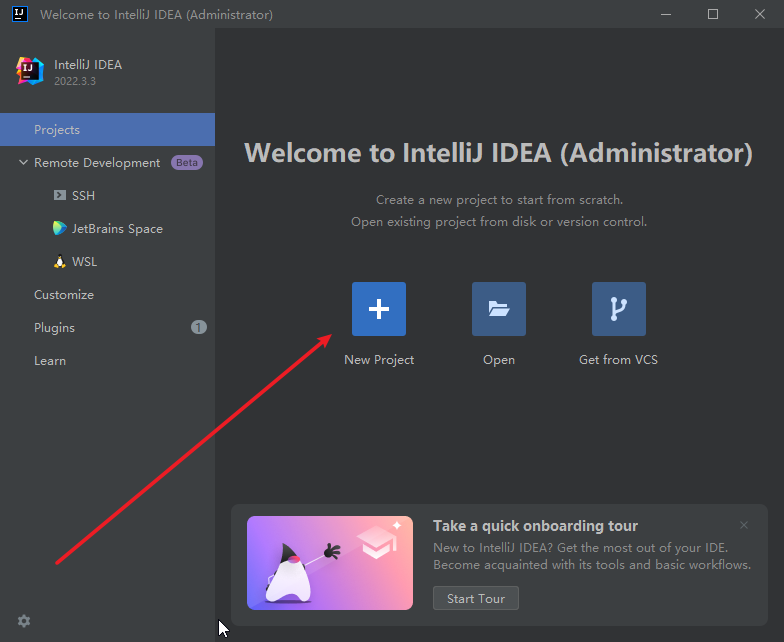 Welcome to IntelliJ IDEA (Administrator)
IntelliJ IDEA
2022.3.3
Projects
Remote Development Beta
SSH
JetBrains Space
WSL
Customize
Plugins 1
Learn
Welcome to IntelliJ IDEA (Administrator)
Create a new project to start from scratch.
Open existing project from disk or version control.
New Project
Open
Get from VCS
Take a quick onboarding tour
New to IntelliJ IDEA? Get the most out of your IDE.
Become acquainted with its tools and basic workflows.
Start Tour